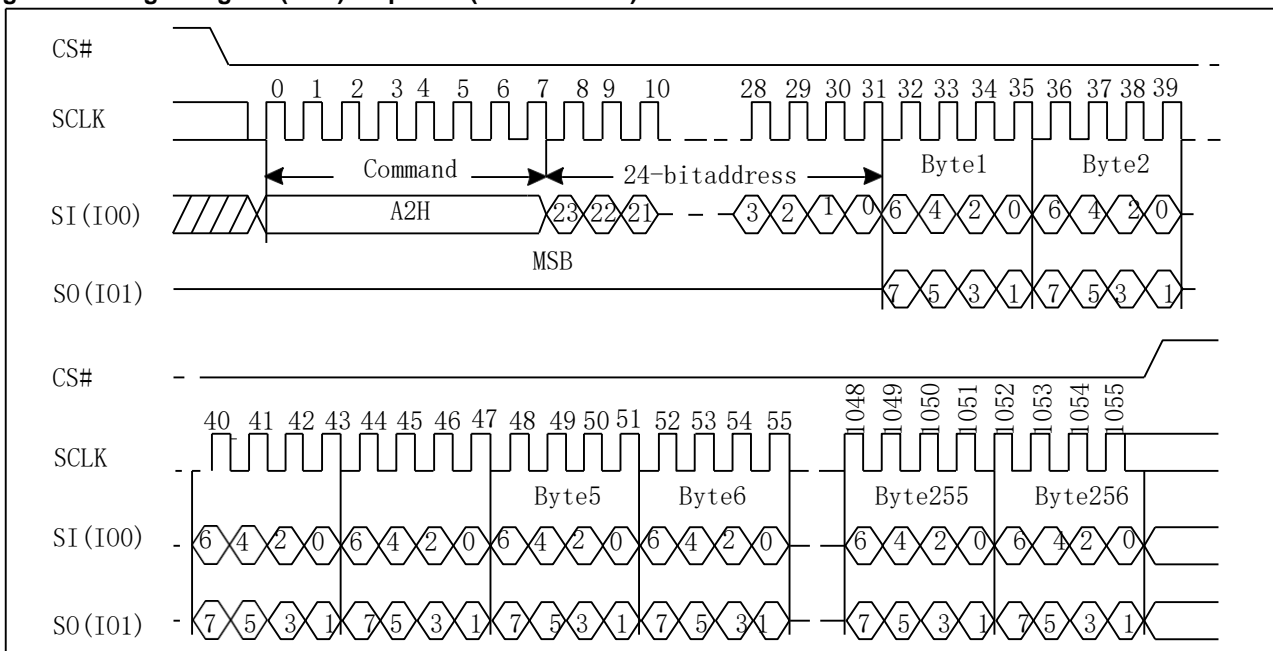 CS#
0 1 2 3 4 5 6 7 8 9 10 28 29 30 31 32 33 34 35 36 37 38 39
SCLK
Command 24-bitaddress Byte1 Byte2
SI(IO0) A2H 23 22 21 3 2 1 0 6 4 2 0 6 4 2 0
MSB
SO(IO1) 7 5 3 1 7 5 3 1
CS#
40 41 42 43 44 45 46 47 48 49 50 51 52 53 54 55 1048 1049 1050 1051 1052 1053 1054 1055
SCLK
Byte5 Byte6 Byte255 Byte256
SI(IO0) 6 4 2 0 6 4 2 0 6 4 2 0 6 4 2 0 6 4 2 0 6 4 2 0
SO(IO1) 7 5 3 1 7 5 3 1 7 5 3 1 7 5 3 1 7 5 3 1 7 5 3 1